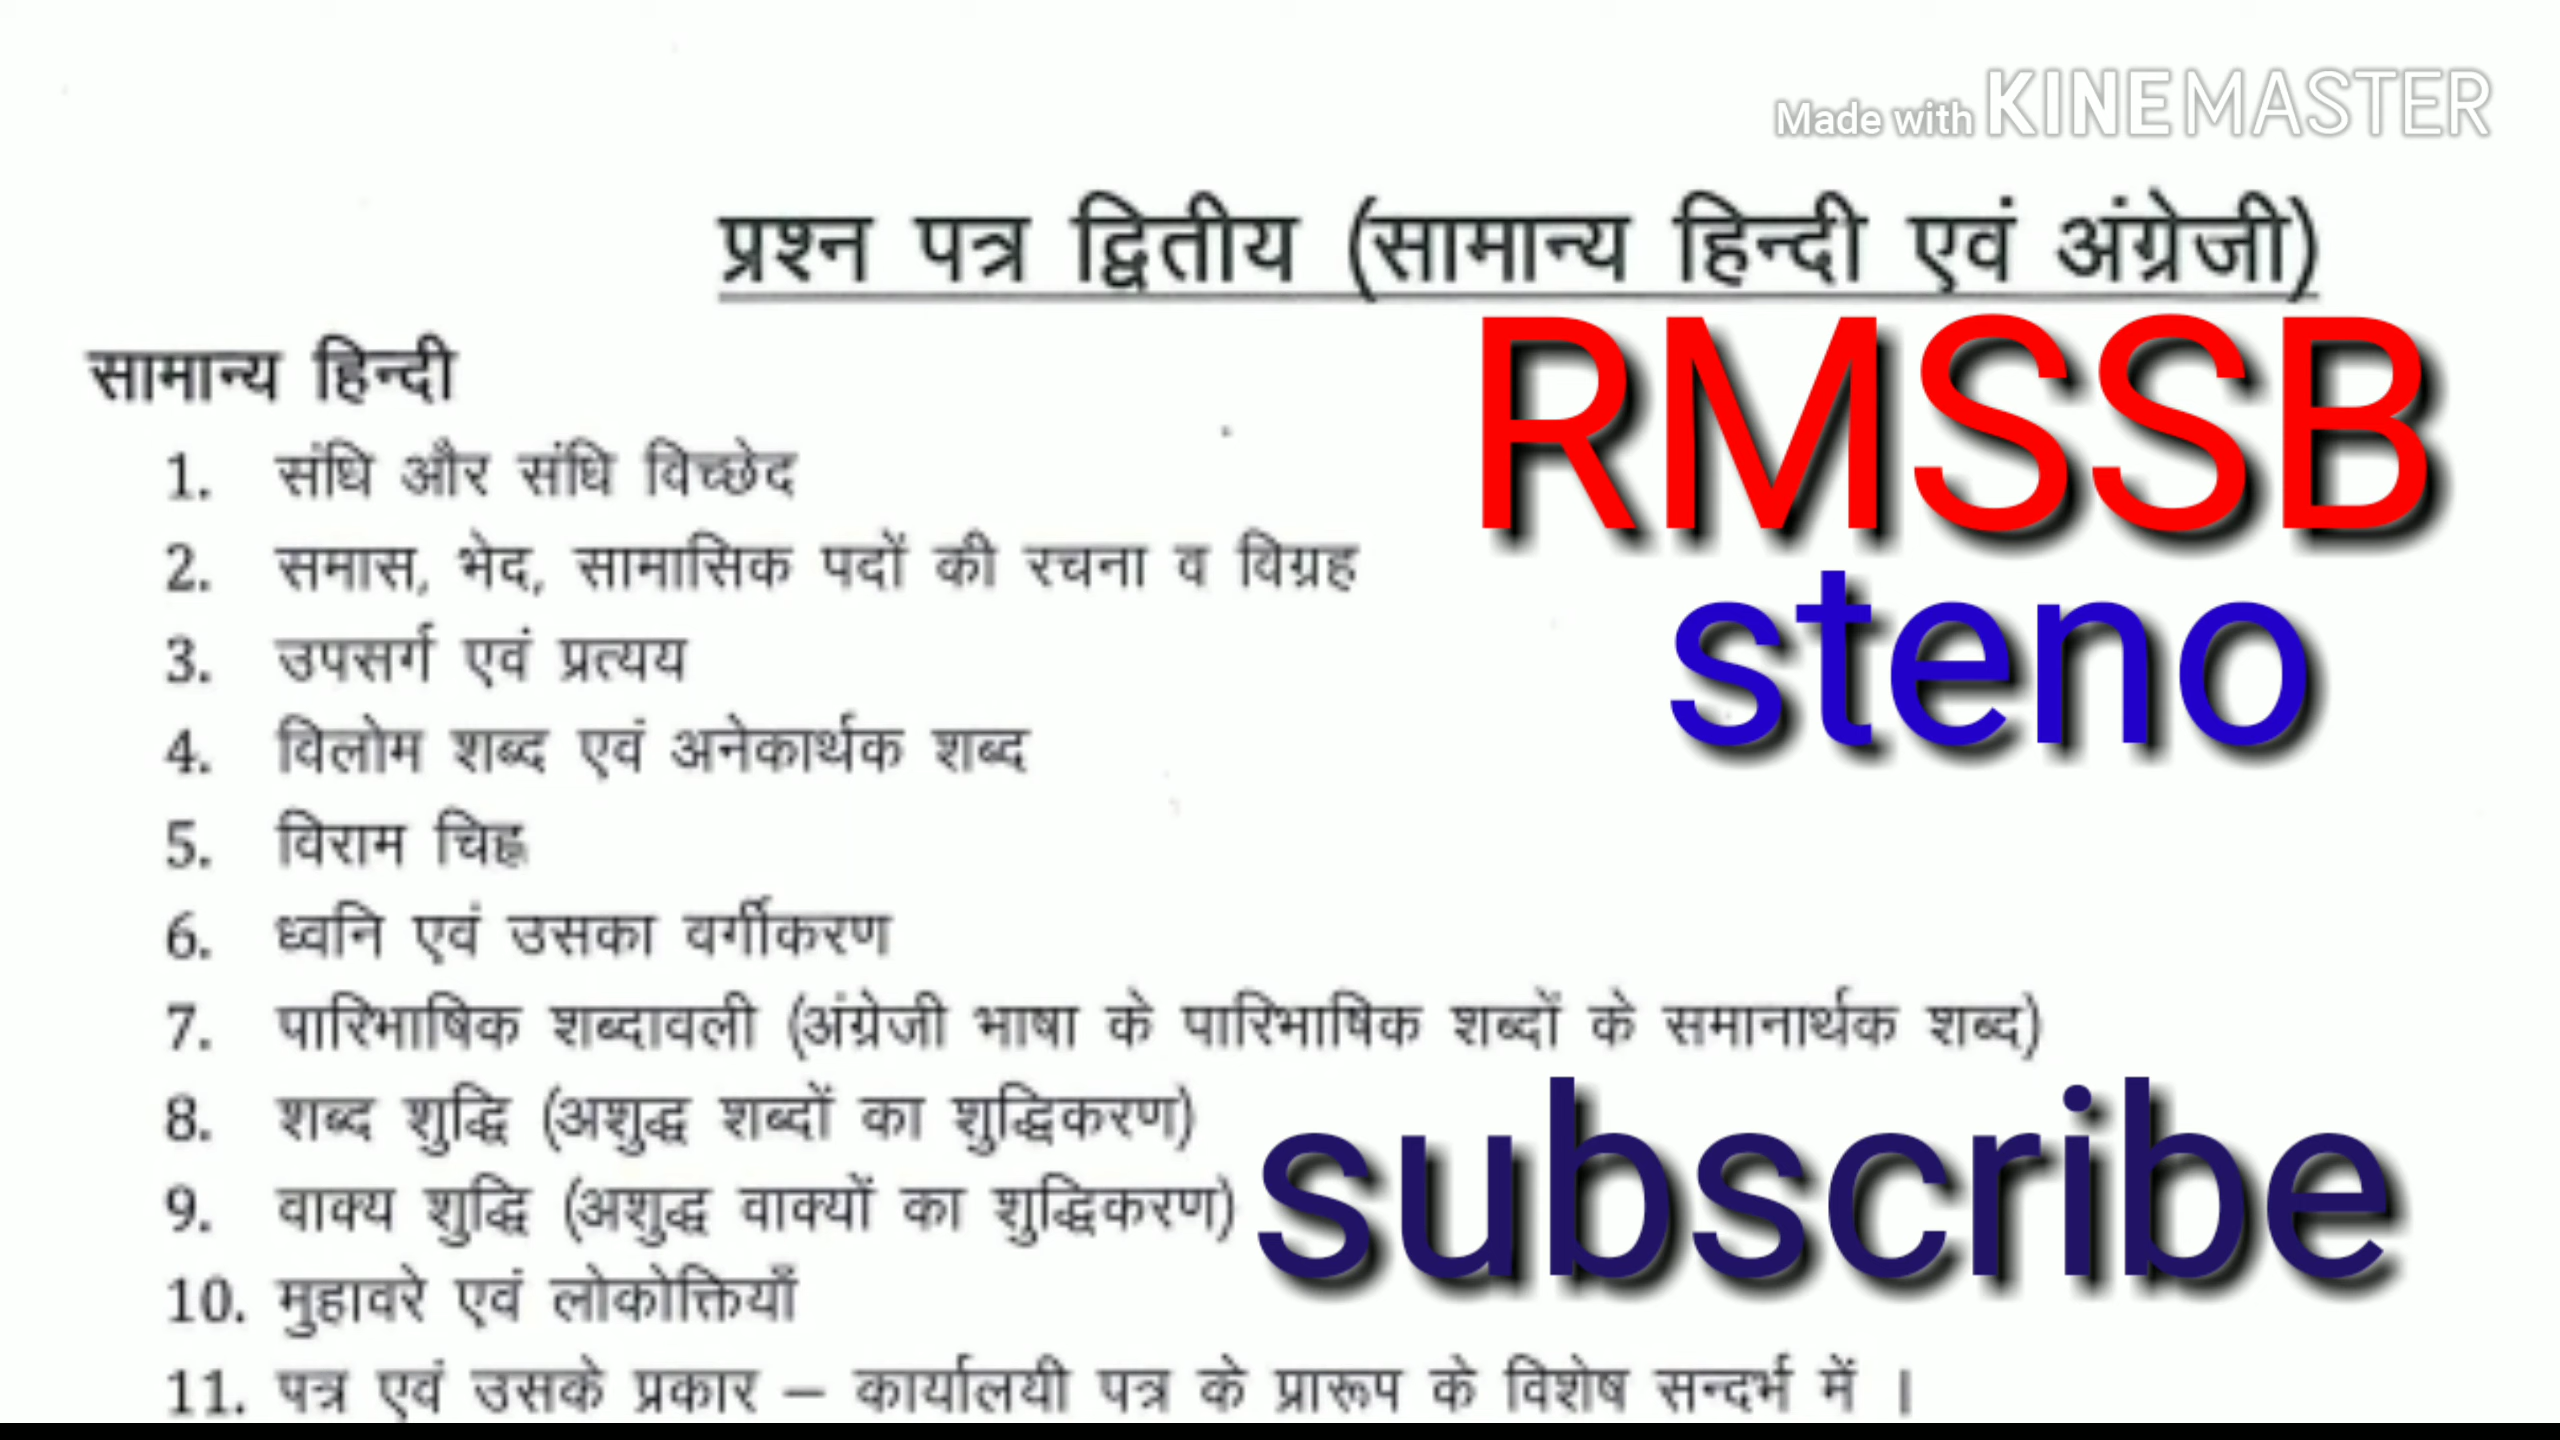 Made with KINEMASTER
प्रश्न पत्र द्वितीय (सामान्य हिन्दी एवं अंग्रेजी)
सामान्य हिन्दी
RMSSB
1. संधि और संधि विच्छेद
2. समास, भेद, सामासिक पदों की रचना व विग्रह
steno
3. उपसर्ग एवं प्रत्यय
4. विलोम शब्द एवं अनेकार्थक शब्द
5. विराम चिह्न
6. ध्वनि एवं उसका वर्गीकरण
7. पारिभाषिक शब्दावली (अंग्रेजी भाषा के पारिभाषिक शब्दों के समानार्थक शब्द)
8. शब्द शुद्धि (अशुद्ध शब्दों का शुद्धिकरण)
subscribe
9. वाक्य शुद्धि (अशुद्ध वाक्यों का शुद्धिकरण)
10. मुहावरे एवं लोकोक्तियाँ
11. पत्र एवं उसके प्रकार – कार्यालयी पत्र के प्रारूप के विशेष सन्दर्भ में ।